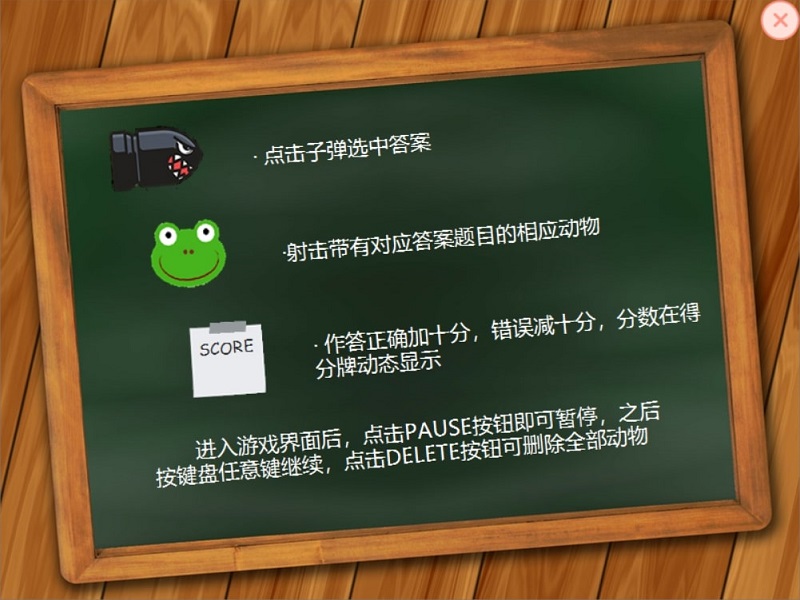 · 点击子弹选中答案
·射击带有对应答案题目的相应动物
SCORE
· 作答正确加十分，错误减十分，分数在得
分牌动态显示
进入游戏界面后，点击PAUSE按钮即可暂停，之后
按键盘任意键继续，点击DELETE按钮可删除全部动物